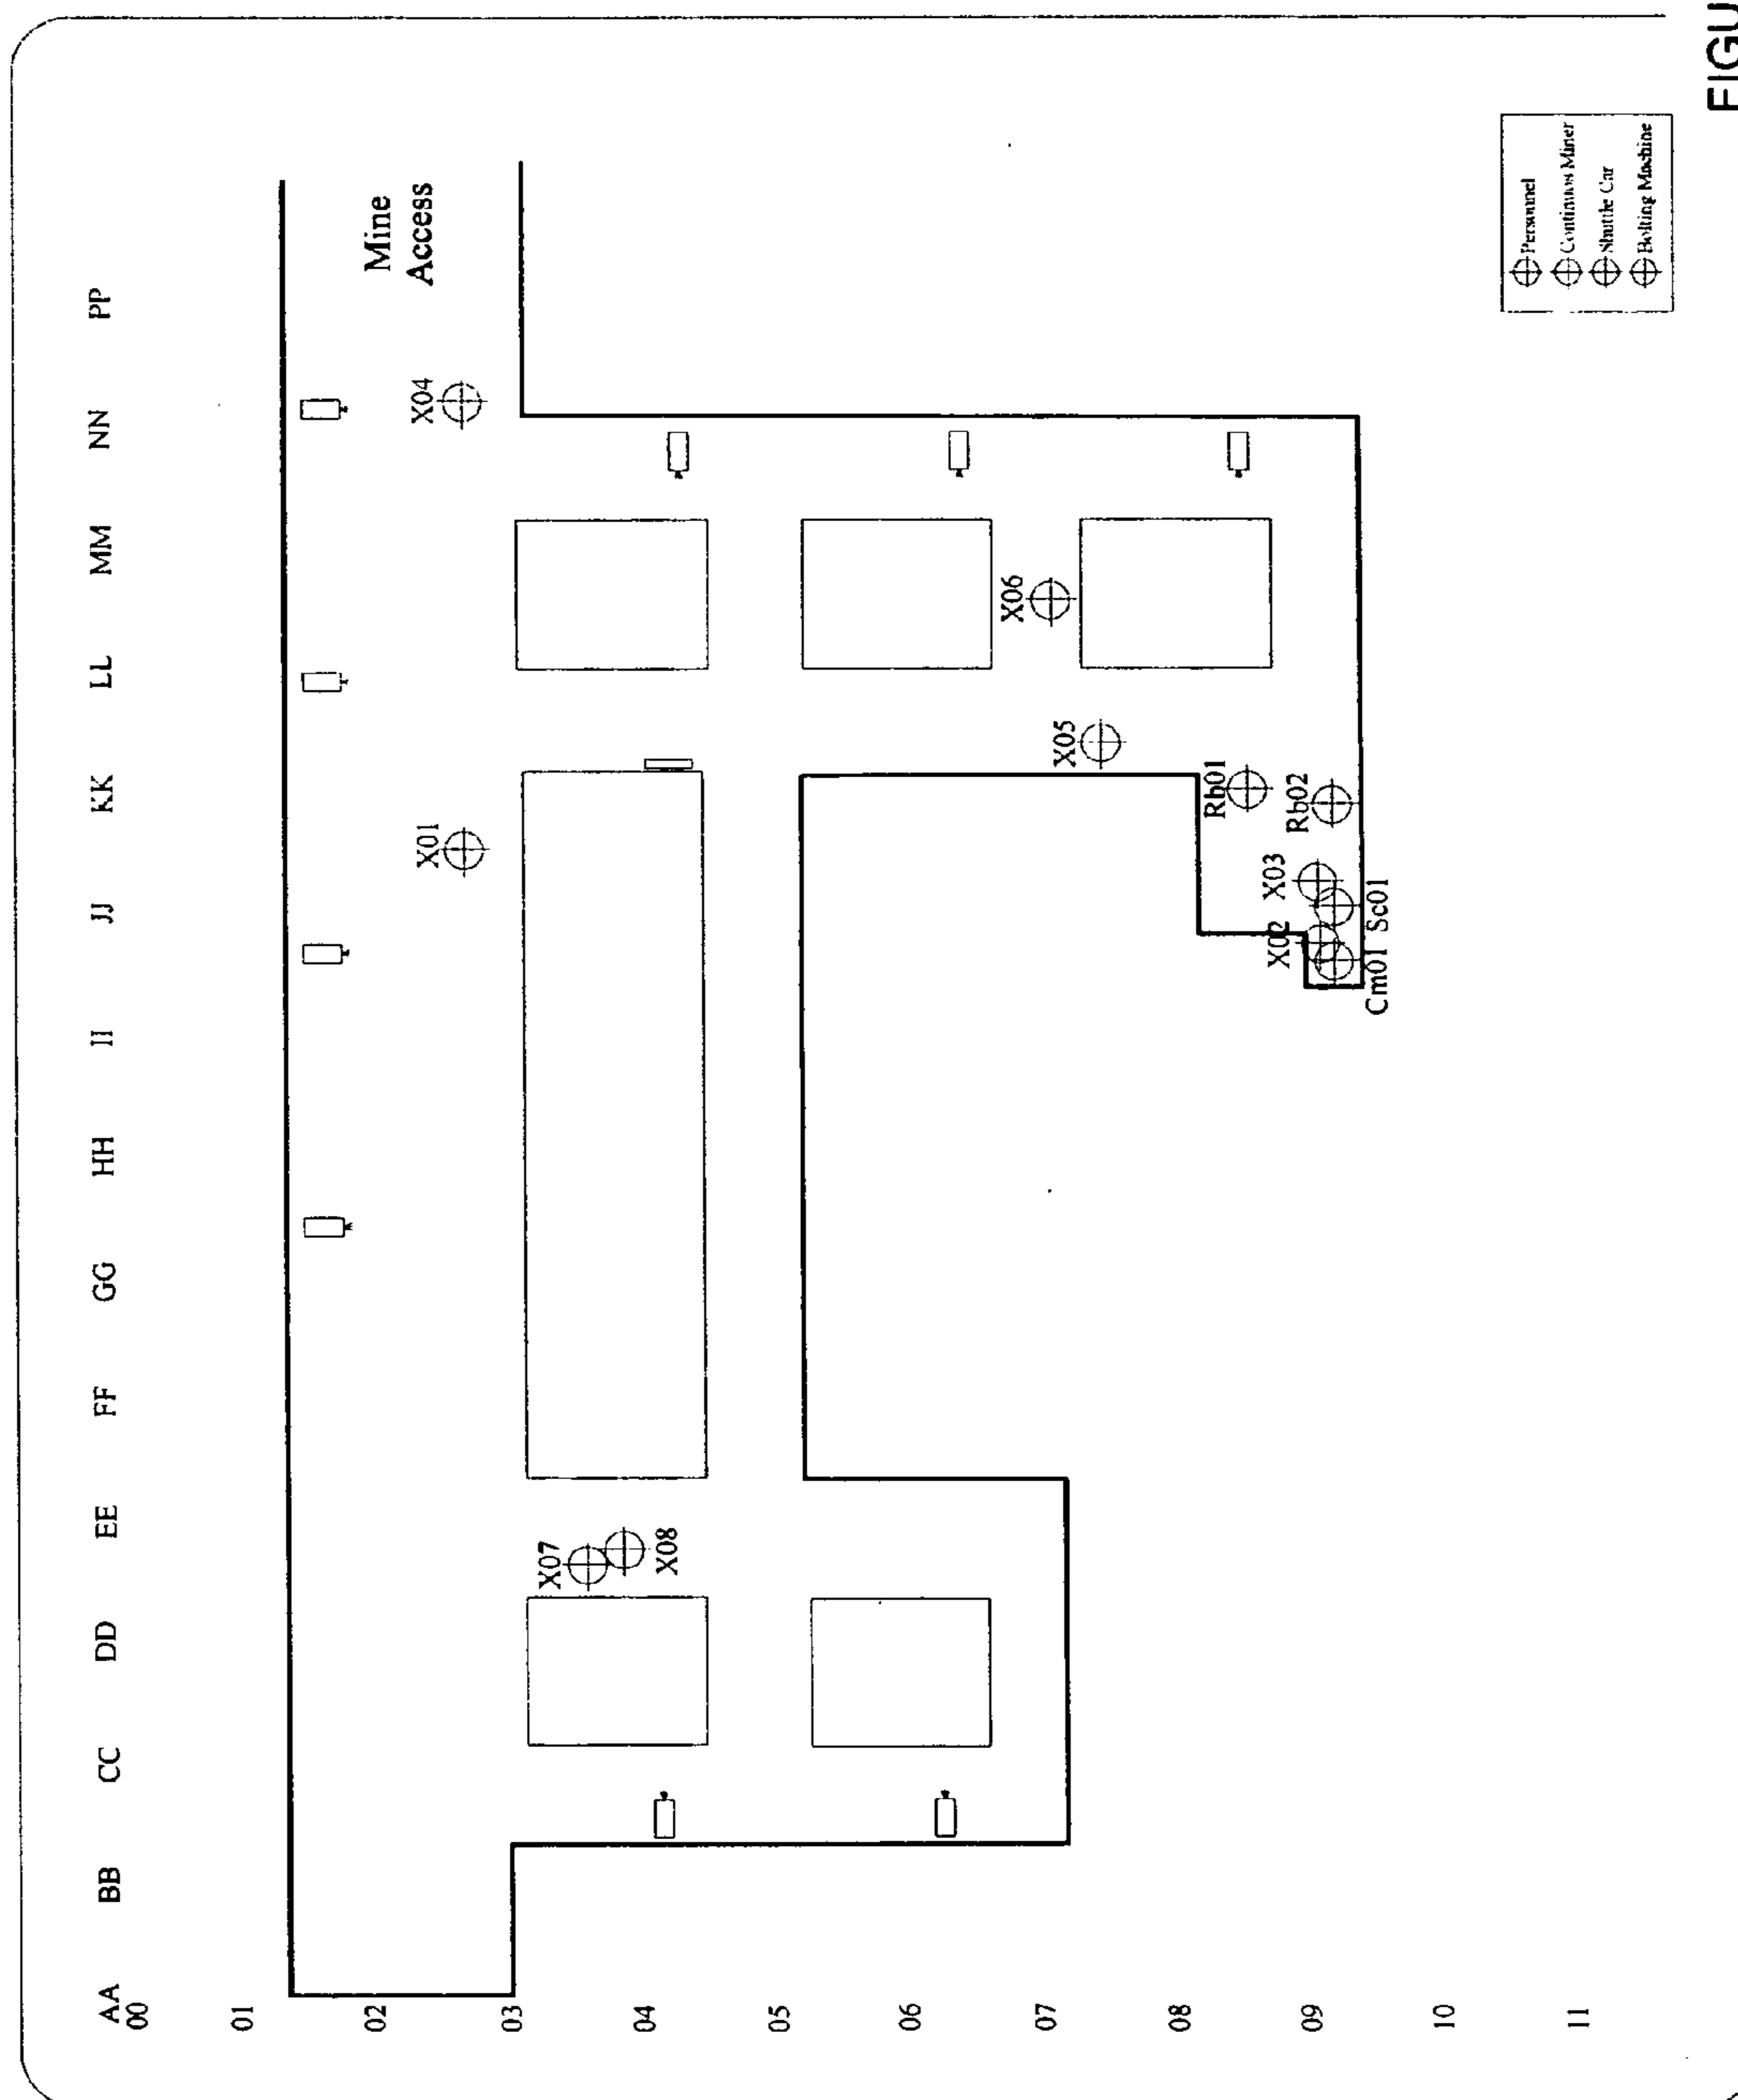 AA BB CC DD EE FF GG HH II JJ KK LL MM NN PP
00
01
02
03
04
05
06
07
08
09
10
11
Mine
Access
X01
X04
X07
X08
X06
X05
Rb01
Rb02
X03
X02
Cm01 Sc01
Personnel
Continuos Miner
Shuttle Car
Bolting Machine
FIGU